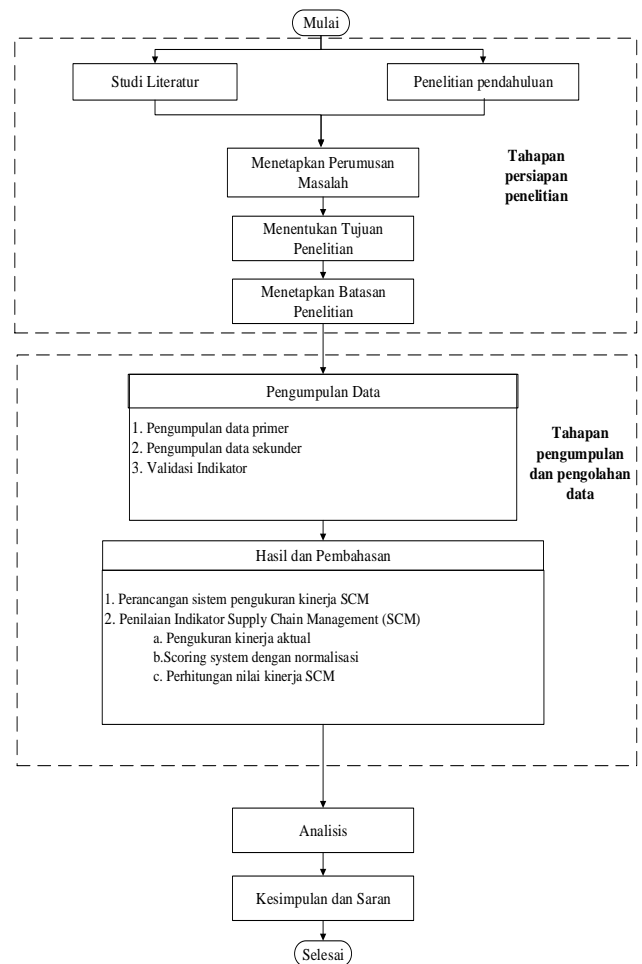 Mulai
Studi Literatur
Penelitian pendahuluan
Menetapkan Perumusan
Masalah
Tahapan
persiapan
penelitian
Menentukan Tujuan
Penelitian
Menetapkan Batasan
Penelitian
Pengumpulan Data
1. Pengumpulan data primer
2. Pengumpulan data sekunder
3. Validasi Indikator
Tahapan
pengumpulan
dan pengolahan
data
Hasil dan Pembahasan
1. Perancangan sistem pengukuran kinerja SCM
2. Penilaian Indikator Supply Chain Management (SCM)
a. Pengukuran kinerja aktual
b.Scoring system dengan normalisasi
c. Perhitungan nilai kinerja SCM
Analisis
Kesimpulan dan Saran
Selesai